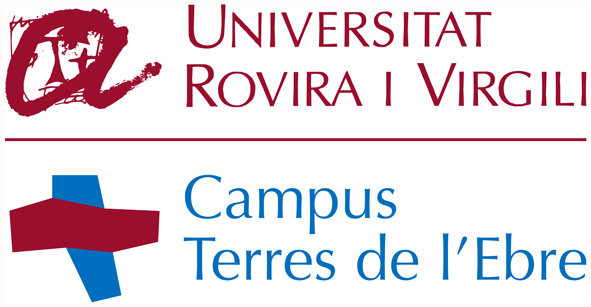 UNIVERSITAT
ROVIRA I VIRGILI
Campus
Terres de l'Ebre